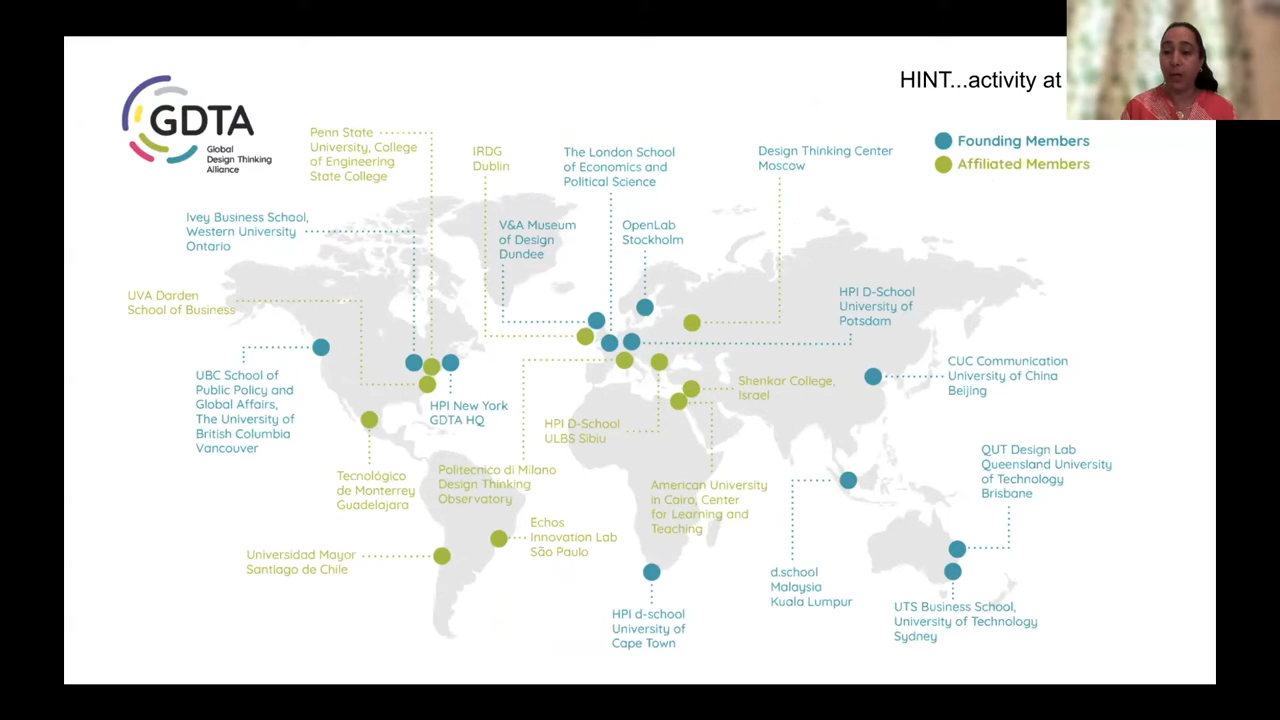 HINT...activity at
GDTA
Global
Design Thinking
Alliance
Founding Members
Affiliated Members
Penn State
University, College
of Engineering
State College
IRDG
Dublin
The London School
of Economics and
Political Science
Design Thinking Center
Moscow
Ivey Business School,
Western University
Ontario
V&A Museum
of Design
Dundee
OpenLab
Stockholm
UVA Darden
School of Business
HPI D-School
University of
Potsdam
UBC School of
Public Policy and
Global Affairs,
The University of
British Columbia
Vancouver
HPI New York
GDTA HQ
CUC Communication
University of China
Beijing
Shenkar College,
Israel
HPI D-School
ULBS Sibiu
Tecnológico
de Monterrey
Guadelajara
Politecnico di Milano
Design Thinking
Observatory
American University
in Cairo, Center
for Learning and
Teaching
QUT Design Lab
Queensland University
of Technology
Brisbane
Echos
Innovation Lab
São Paulo
Universidad Mayor
Santiago de Chile
d.school
Malaysia
Kuala Lumpur
HPI d-school
University of
Cape Town
UTS Business School,
University of Technology
Sydney